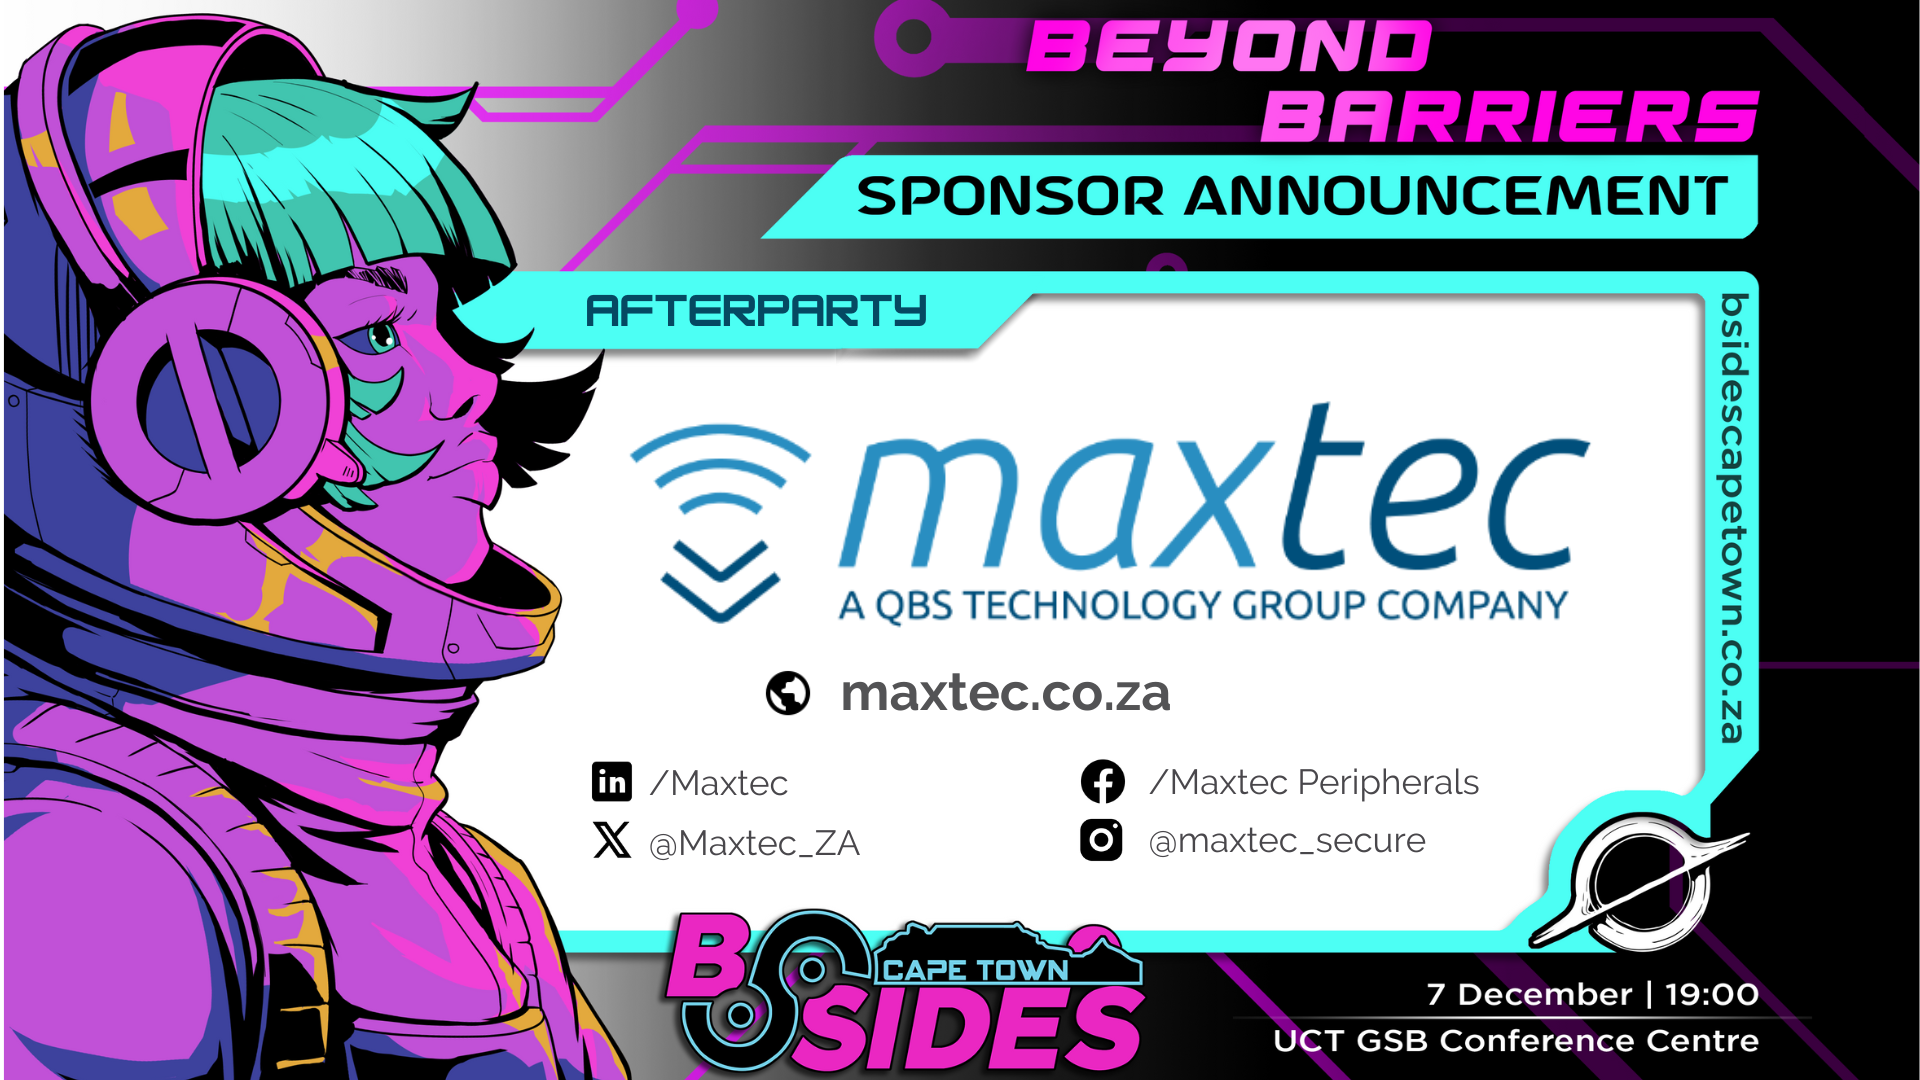 BEYOND
BARRIERS
SPONSOR ANNOUNCEMENT
AFTERPARTY
bsidescapetown.co.za
maxtec
A QBS TECHNOLOGY GROUP COMPANY
maxtec.co.za
in /Maxtec
/Maxtec Peripherals
X @Maxtec_ZA
@maxtec_secure
BSIDES
CAPE TOWN
7 December | 19:00
UCT GSB Conference Centre